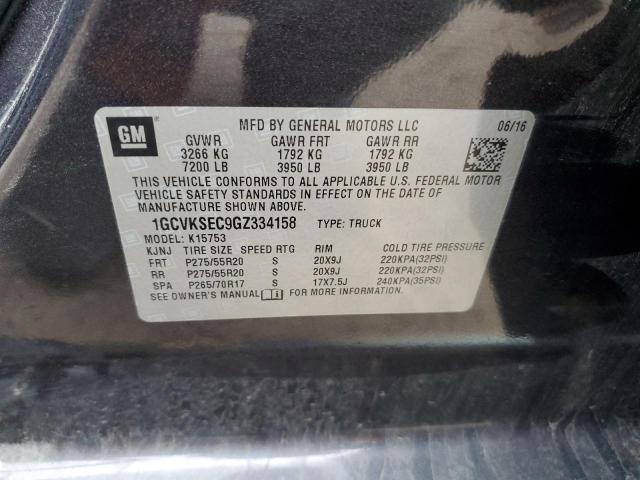 GM
MFD BY GENERAL MOTORS LLC 06/16
GVWR GAWR FRT GAWR RR
3266 KG 1792 KG 1792 KG
7200 LB 3950 LB 3950 LB
THIS VEHICLE CONFORMS TO ALL APPLICABLE U.S. FEDERAL MOTOR
VEHICLE SAFETY STANDARDS IN EFFECT ON THE DATE OF
MANUFACTURE SHOWN ABOVE.
1GCVKSEC9GZ334158 TYPE: TRUCK
MODEL: K15753
KJNJ TIRE SIZE SPEED RTG RIM COLD TIRE PRESSURE
FRT P275/55R20 S 20X9J 220KPA(32PSI)
RR P275/55R20 S 20X9J 220KPA(32PSI)
SPA P265/70R17 S 17X7.5J 240KPA(35PSI)
SEE OWNER'S MANUAL FOR MORE INFORMATION.